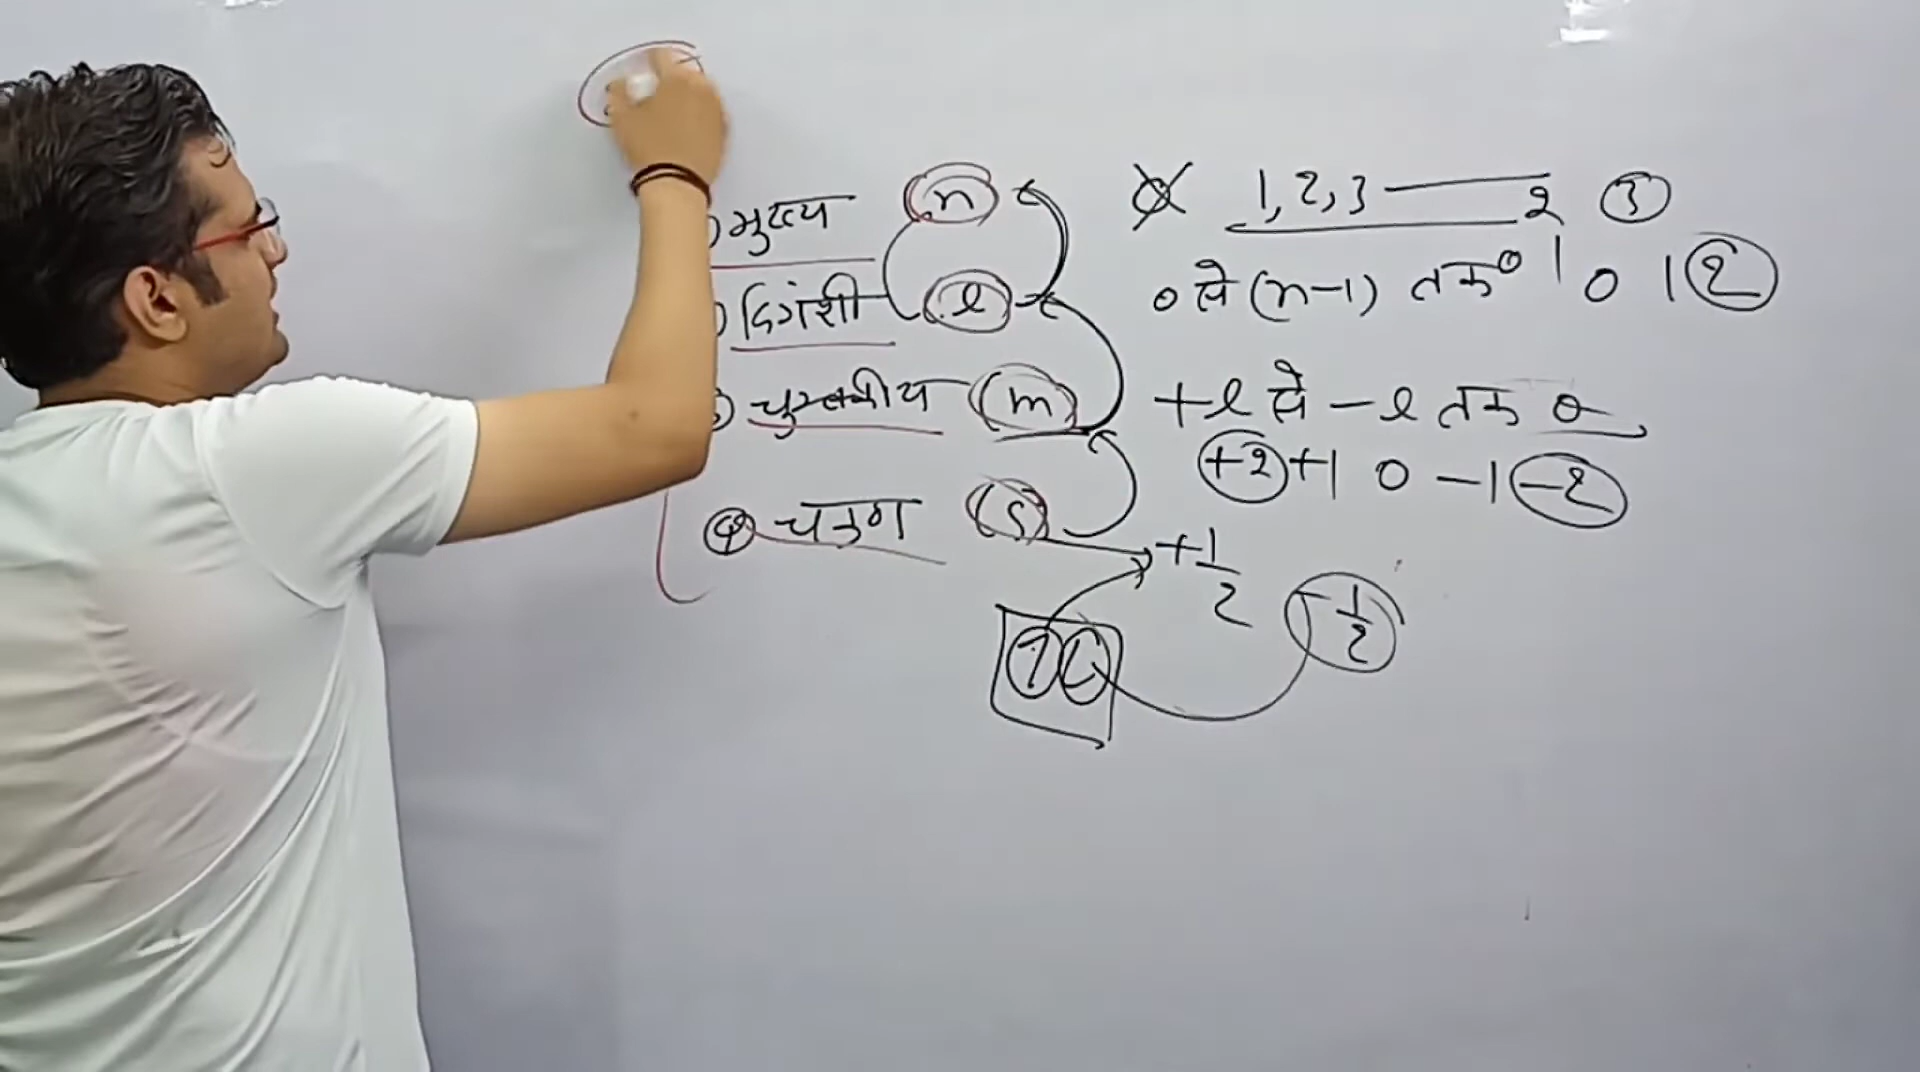 मुख्य n 0 1, 2, 3 2 3
दिगंशी l 0 से (n-1) तक 0 1 0 1 2
चुम्बकीय m +l से -l तक 0
+2 +1 0 -1 -2
④ चक्रण s +1/2
1 -1/2